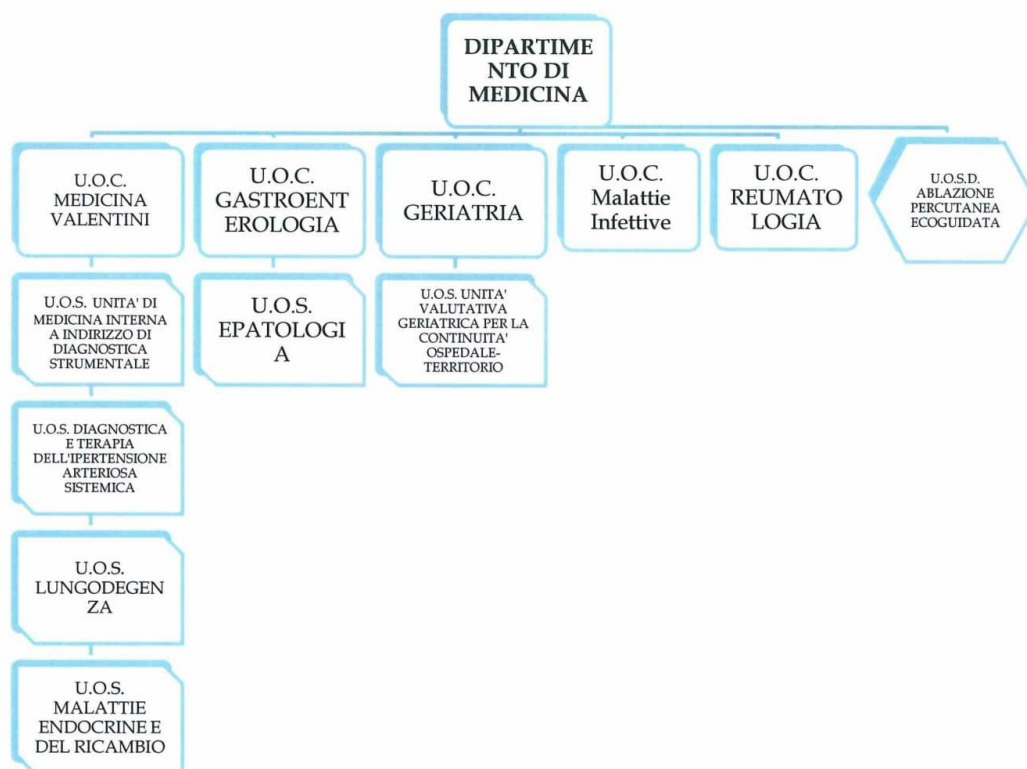 DIPARTIME
NTO DI
MEDICINA
U.O.C.
MEDICINA
VALENTINI
U.O.C.
GASTROENT
EROLOGIA
U.O.C.
GERIATRIA
U.O.C.
Malattie
Infettive
U.O.C.
REUMATO
LOGIA
U.O.S.D.
ABLAZIONE
PERCUTANEA
ECOGUIDATA
U.O.S. UNITA' DI
MEDICINA INTERNA
A INDIRIZZO DI
DIAGNOSTICA
STRUMENTALE
U.O.S.
EPATOLOGI
A
U.O.S. UNITA'
VALUTATIVA
GERIATRICA PER LA
CONTINUITA'
OSPEDALE-
TERRITORIO
U.O.S. DIAGNOSTICA
E TERAPIA
DELL'IPERTENSIONE
ARTERIOSA
SISTEMICA
U.O.S.
LUNGODEGEN
ZA
U.O.S.
MALATTIE
ENDOCRINE E
DEL RICAMBIO